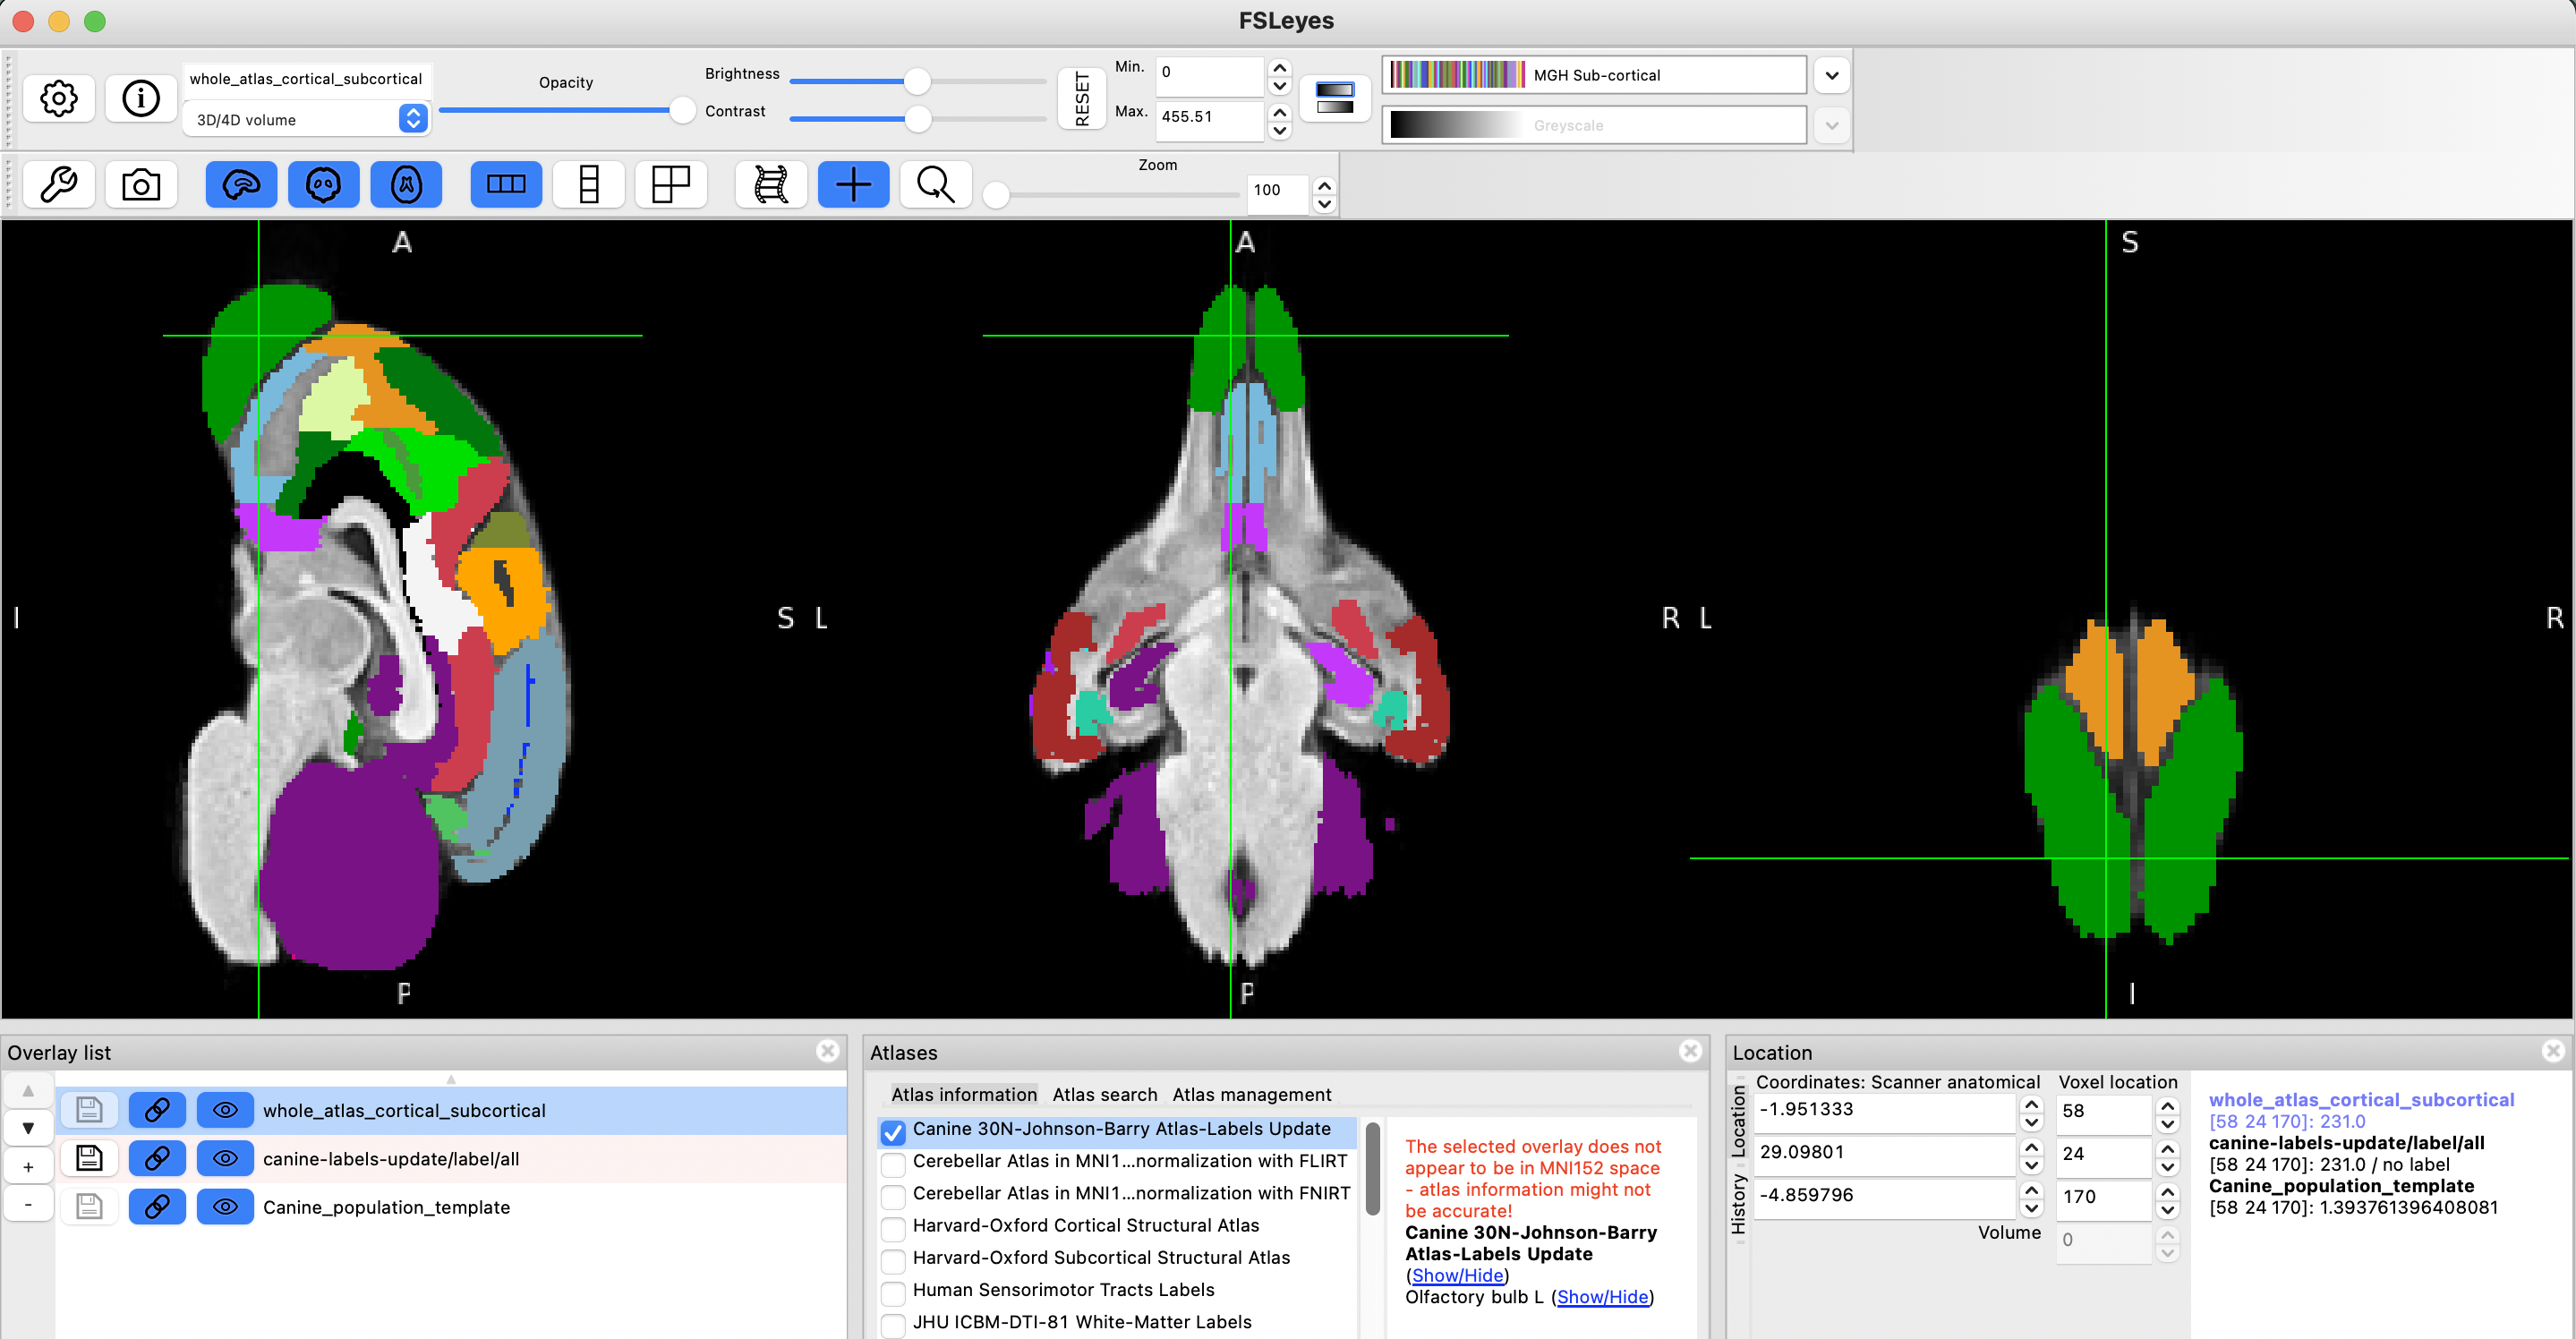 FSLeyes
whole_atlas_cortical_subcortical
3D/4D volume
Opacity
Brightness
Contrast
RESET
Min.
0
Max.
455.51
MGH Sub-cortical
Greyscale
Zoom
100
A
A
S
I
S
L
R
L
R
P
P
I
Overlay list
whole_atlas_cortical_subcortical
canine-labels-update/label/all
Canine_population_template
Atlases
Atlas information
Atlas search
Atlas management
Canine 30N-Johnson-Barry Atlas-Labels Update
Cerebellar Atlas in MNI1...normalization with FLIRT
Cerebellar Atlas in MNI1...normalization with FNIRT
Harvard-Oxford Cortical Structural Atlas
Harvard-Oxford Subcortical Structural Atlas
Human Sensorimotor Tracts Labels
JHU ICBM-DTI-81 White-Matter Labels
The selected overlay does not
appear to be in MNI152 space
- atlas information might not
be accurate!
Canine 30N-Johnson-Barry
Atlas-Labels Update
(Show/Hide)
Olfactory bulb L (Show/Hide)
Location
Location
History
Coordinates: Scanner anatomical
-1.951333
29.09801
-4.859796
Volume
Voxel location
58
24
170
0
whole_atlas_cortical_subcortical
[58 24 170]: 231.0
canine-labels-update/label/all
[58 24 170]: 231.0 / no label
Canine_population_template
[58 24 170]: 1.393761396408081